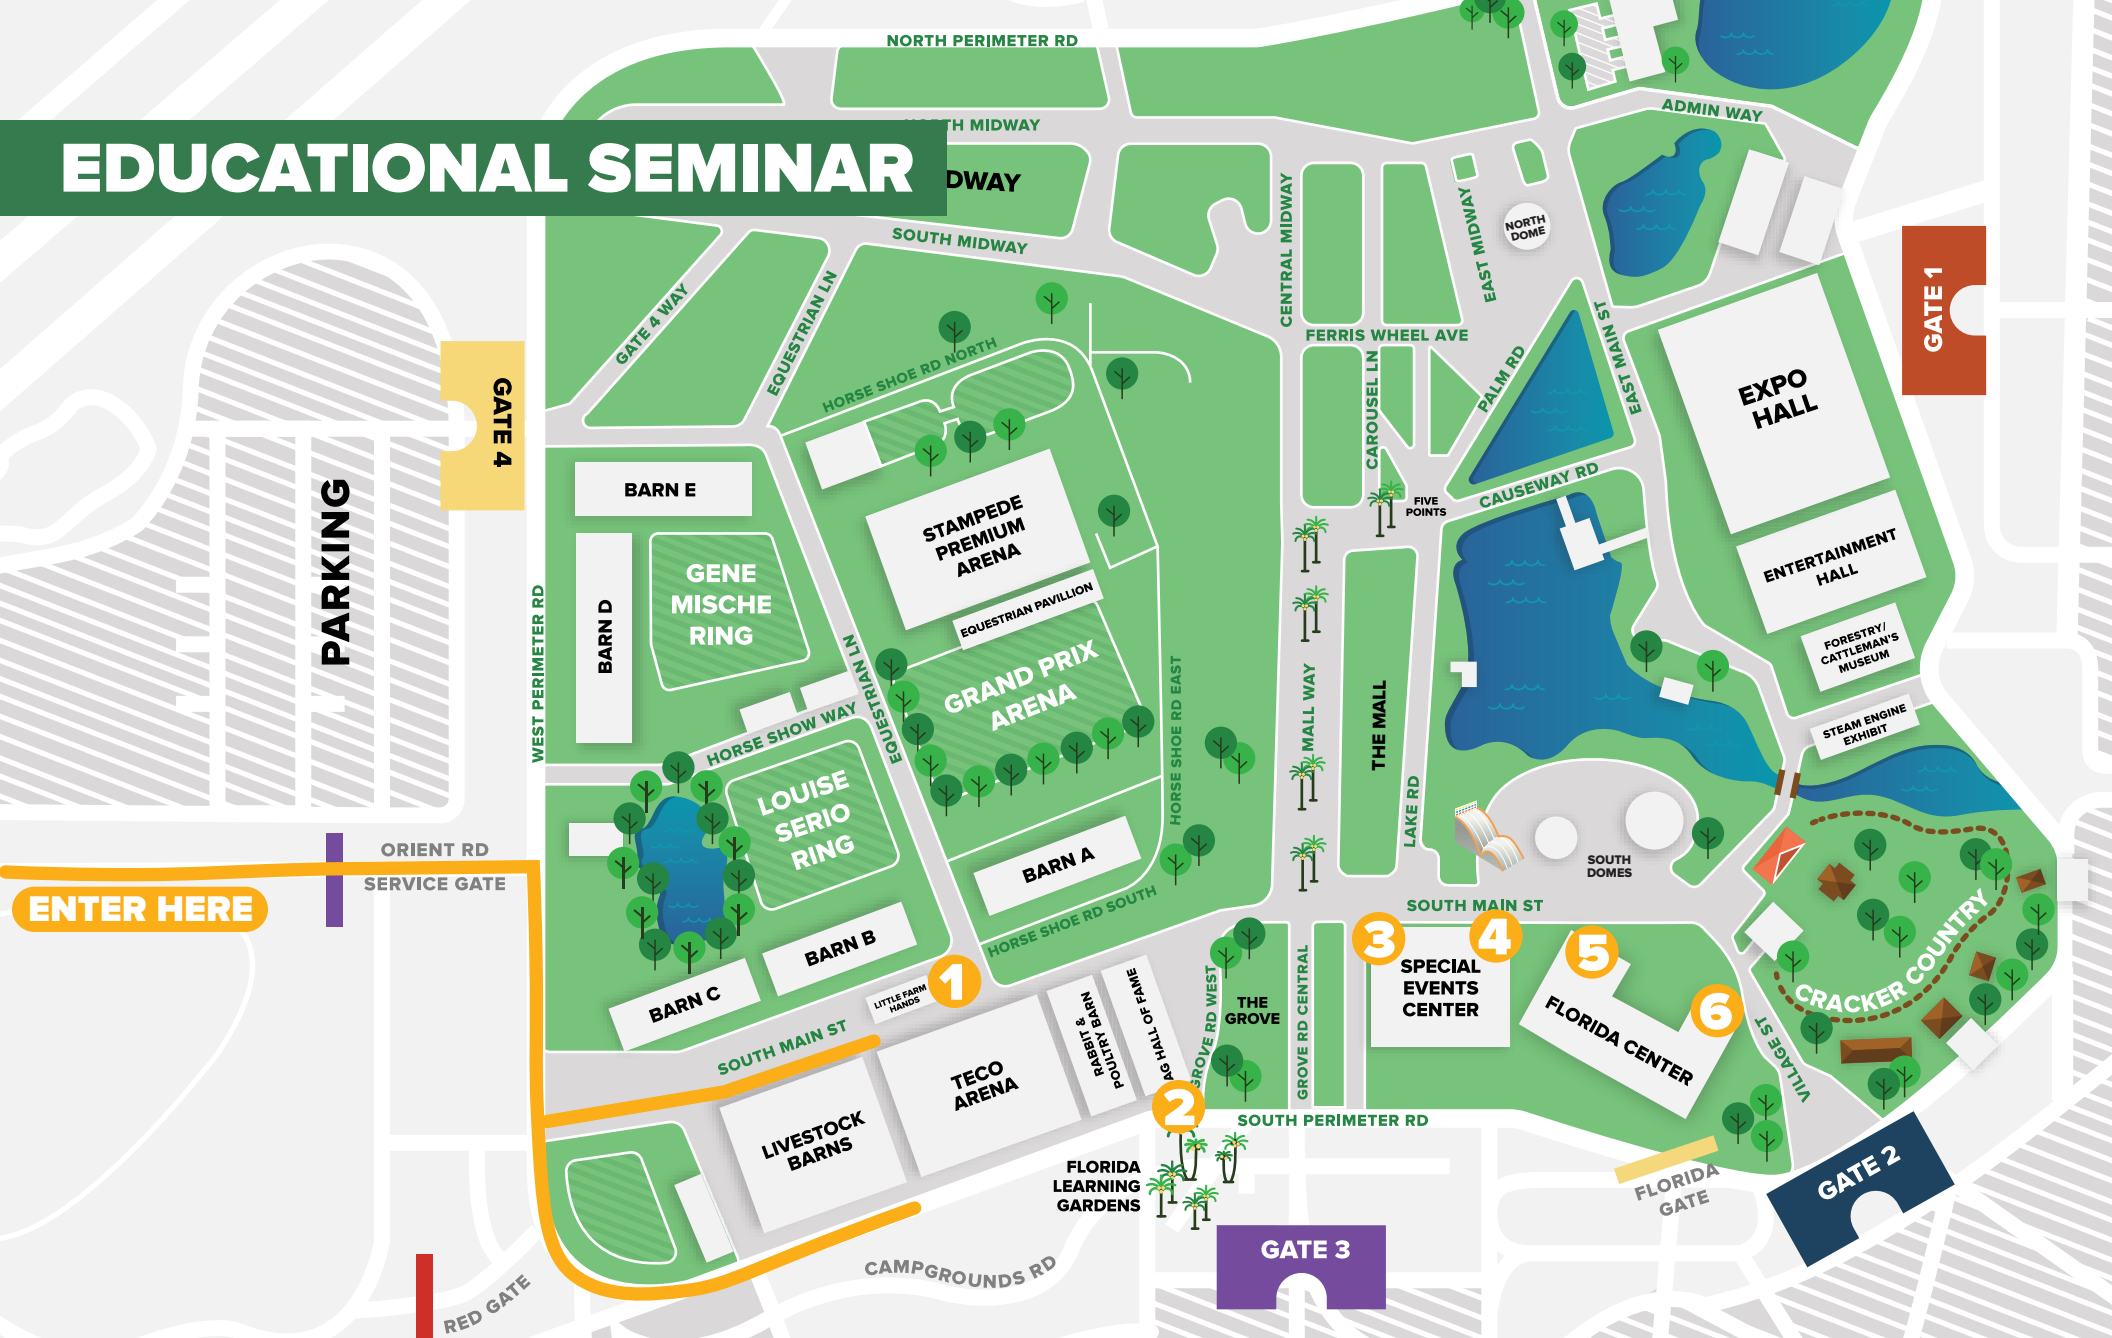 NORTH PERIMETER RD
ADMIN WAY
NORTH MIDWAY
EDUCATIONAL SEMINAR
DWAY
SOUTH MIDWAY
CENTRAL MIDWAY
EAST MIDWAY
NORTH
DOME
GATE 1
GATE 4 WAY
EQUESTRIAN LN
HORSE SHOE RD NORTH
FERRIS WHEEL AVE
CAROUSEL LN
PALM RD
EAST MAIN ST
EXPO
HALL
GATE 4
PARKING
BARN E
STAMPEDE
PREMIUM
ARENA
FIVE
POINTS
CAUSEWAY RD
ENTERTAINMENT
HALL
GENE
MISCHE
RING
BARN D
WEST PERIMETER RD
EQUESTRIAN PAVILLION
GRAND PRIX
ARENA
EQUESTRIAN LN
HORSE SHOE RD EAST
MALL WAY
THE MALL
LAKE RD
FORESTRY/
CATTLEMAN'S
MUSEUM
STEAM ENGINE
EXHIBIT
HORSE SHOW WAY
LOUISE
SERIO
RING
BARN A
HORSE SHOE RD SOUTH
SOUTH
DOMES
ORIENT RD
SERVICE GATE
ENTER HERE
SOUTH MAIN ST
BARN B
BARN C
LITTLE FARM
HANDS
1
SOUTH MAIN ST
TECO
ARENA
LIVESTOCK
BARNS
RABBIT &
POULTRY BARN
AG HALL OF FAME
GROVE RD WEST
THE
GROVE
GROVE RD CENTRAL
2
3
4
SPECIAL
EVENTS
CENTER
5
6
FLORIDA CENTER
VILLAGE ST
CRACKER COUNTRY
SOUTH PERIMETER RD
FLORIDA
LEARNING
GARDENS
FLORIDA
GATE
GATE 2
GATE 3
CAMPGROUNDS RD
RED GATE